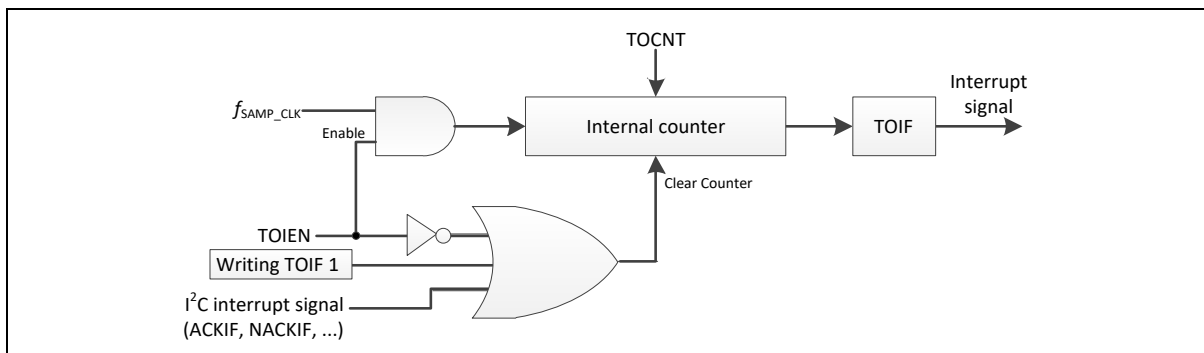 TOCNT
Interrupt
signal
fSAMP_CLK
Enable
Internal counter
TOIF
Clear Counter
TOIEN
Writing TOIF 1
I²C interrupt signal
(ACKIF, NACKIF, ...)